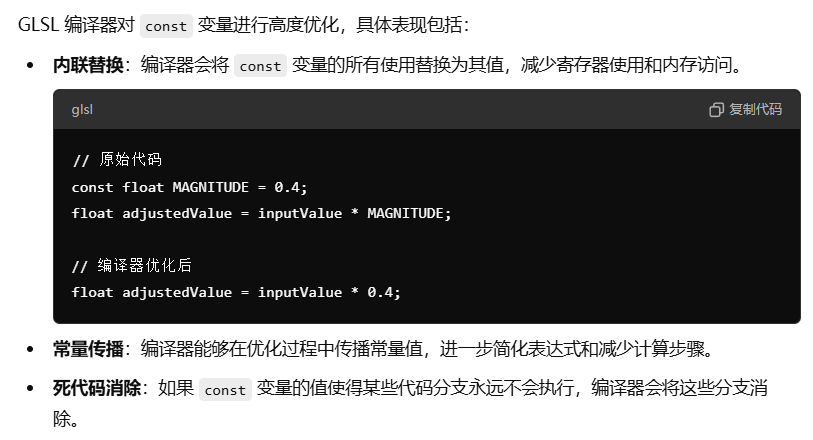 GLSL 编译器对 const 变量进行高度优化，具体表现包括：
• 内联替换：编译器会将 const 变量的所有使用替换为其值，减少寄存器使用和内存访问。
glsl 复制代码
// 原始代码
const float MAGNITUDE = 0.4;
float adjustedValue = inputValue * MAGNITUDE;
// 编译器优化后
float adjustedValue = inputValue * 0.4;
• 常量传播：编译器能够在优化过程中传播常量值，进一步简化表达式和减少计算步骤。
• 死代码消除：如果 const 变量的值使得某些代码分支永远不会执行，编译器会将这些分支消
除。